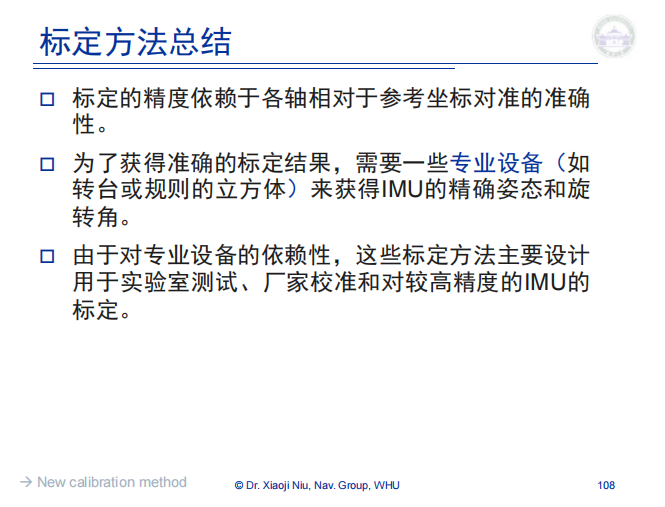 标定方法总结
标定的精度依赖于各轴相对于参考坐标对准的准确
性。
为了获得准确的标定结果，需要一些专业设备（如
转台或规则的立方体）来获得IMU的精确姿态和旋
转角。
由于对专业设备的依赖性，这些标定方法主要设计
用于实验室测试、厂家校准和对较高精度的IMU的
标定。
→ New calibration method
© Dr. Xiaoji Niu, Nav. Group, WHU
108